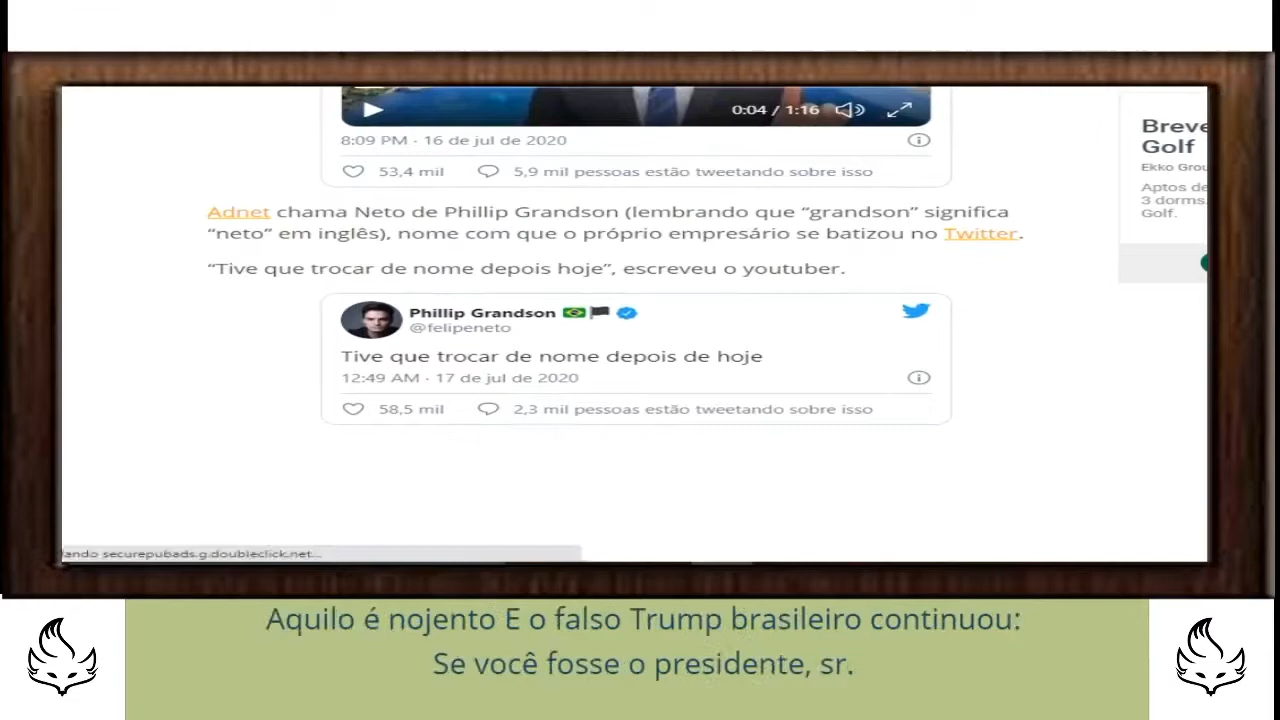 0:04 / 1:16
8:09 PM · 16 de jul de 2020
53,4 mil 5,9 mil pessoas estão tweetando sobre isso
Adnet chama Neto de Phillip Grandson (lembrando que “grandson” significa
“neto” em inglês), nome com que o próprio empresário se batizou no Twitter.
“Tive que trocar de nome depois hoje”, escreveu o youtuber.
Phillip Grandson
@felipeneto
Tive que trocar de nome depois de hoje
12:49 AM · 17 de jul de 2020
58,5 mil 2,3 mil pessoas estão tweetando sobre isso
Breve
Golf
Ekko Grou
Aptos de
3 dorms.
Golf.
ando securepubads.g.doubleclick.net...
Aquilo é nojento E o falso Trump brasileiro continuou:
Se você fosse o presidente, sr.